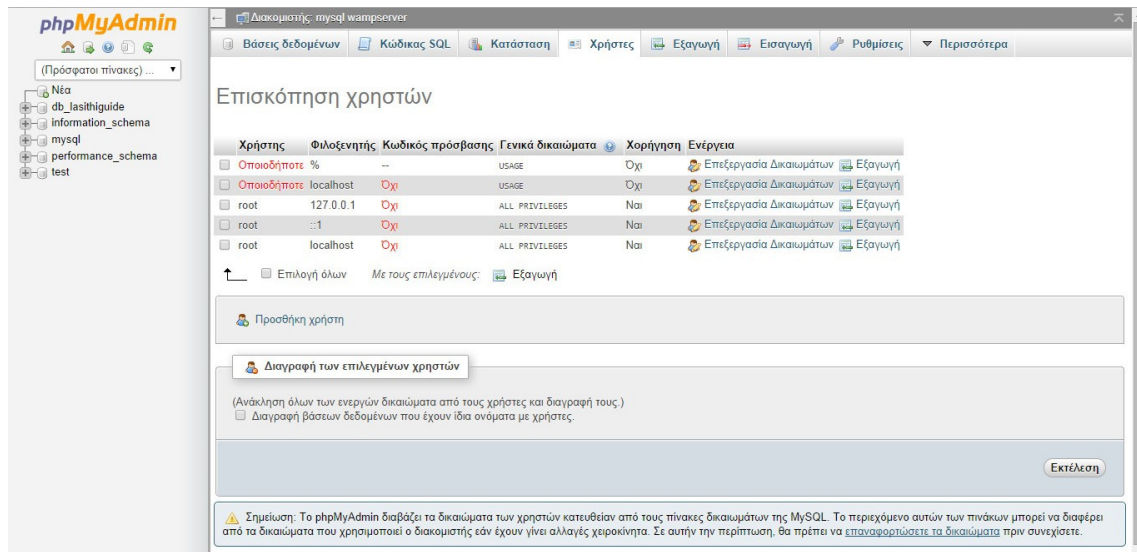 phpMyAdmin
(Πρόσφατοι πίνακες) ...
Νέα
db_lasithiguide
information_schema
mysql
performance_schema
test
Διακομιστής: mysql wampserver
Βάσεις δεδομένων Κώδικας SQL Κατάσταση Χρήστες Εξαγωγή Εισαγωγή Ρυθμίσεις Περισσότερα
Επισκόπηση χρηστών
Χρήστης Φιλοξενητής Κωδικός πρόσβασης Γενικά δικαιώματα Χορήγηση Ενέργεια
Οποιοδήποτε % -- USAGE Όχι Επεξεργασία Δικαιωμάτων Εξαγωγή
Οποιοδήποτε localhost Όχι USAGE Όχι Επεξεργασία Δικαιωμάτων Εξαγωγή
root 127.0.0.1 Όχι ALL PRIVILEGES Ναι Επεξεργασία Δικαιωμάτων Εξαγωγή
root ::1 Όχι ALL PRIVILEGES Ναι Επεξεργασία Δικαιωμάτων Εξαγωγή
root localhost Όχι ALL PRIVILEGES Ναι Επεξεργασία Δικαιωμάτων Εξαγωγή
Επιλογή όλων Με τους επιλεγμένους: Εξαγωγή
Προσθήκη χρήστη
Διαγραφή των επιλεγμένων χρηστών
(Ανάκληση όλων των ενεργών δικαιώματα από τους χρήστες και διαγραφή τους.)
Διαγραφή βάσεων δεδομένων που έχουν ίδια ονόματα με χρήστες.
Εκτέλεση
Σημείωση: Το phpMyAdmin διαβάζει τα δικαιώματα των χρηστών κατευθείαν από τους πίνακες δικαιωμάτων της MySQL. Το περιεχόμενο αυτών των πινάκων μπορεί να διαφέρει
από τα δικαιώματα που χρησιμοποιεί ο διακομιστής εάν έχουν γίνει αλλαγές χειροκίνητα. Σε αυτήν την περίπτωση, θα πρέπει να επαναφορτώσετε τα δικαιώματα πριν συνεχίσετε.